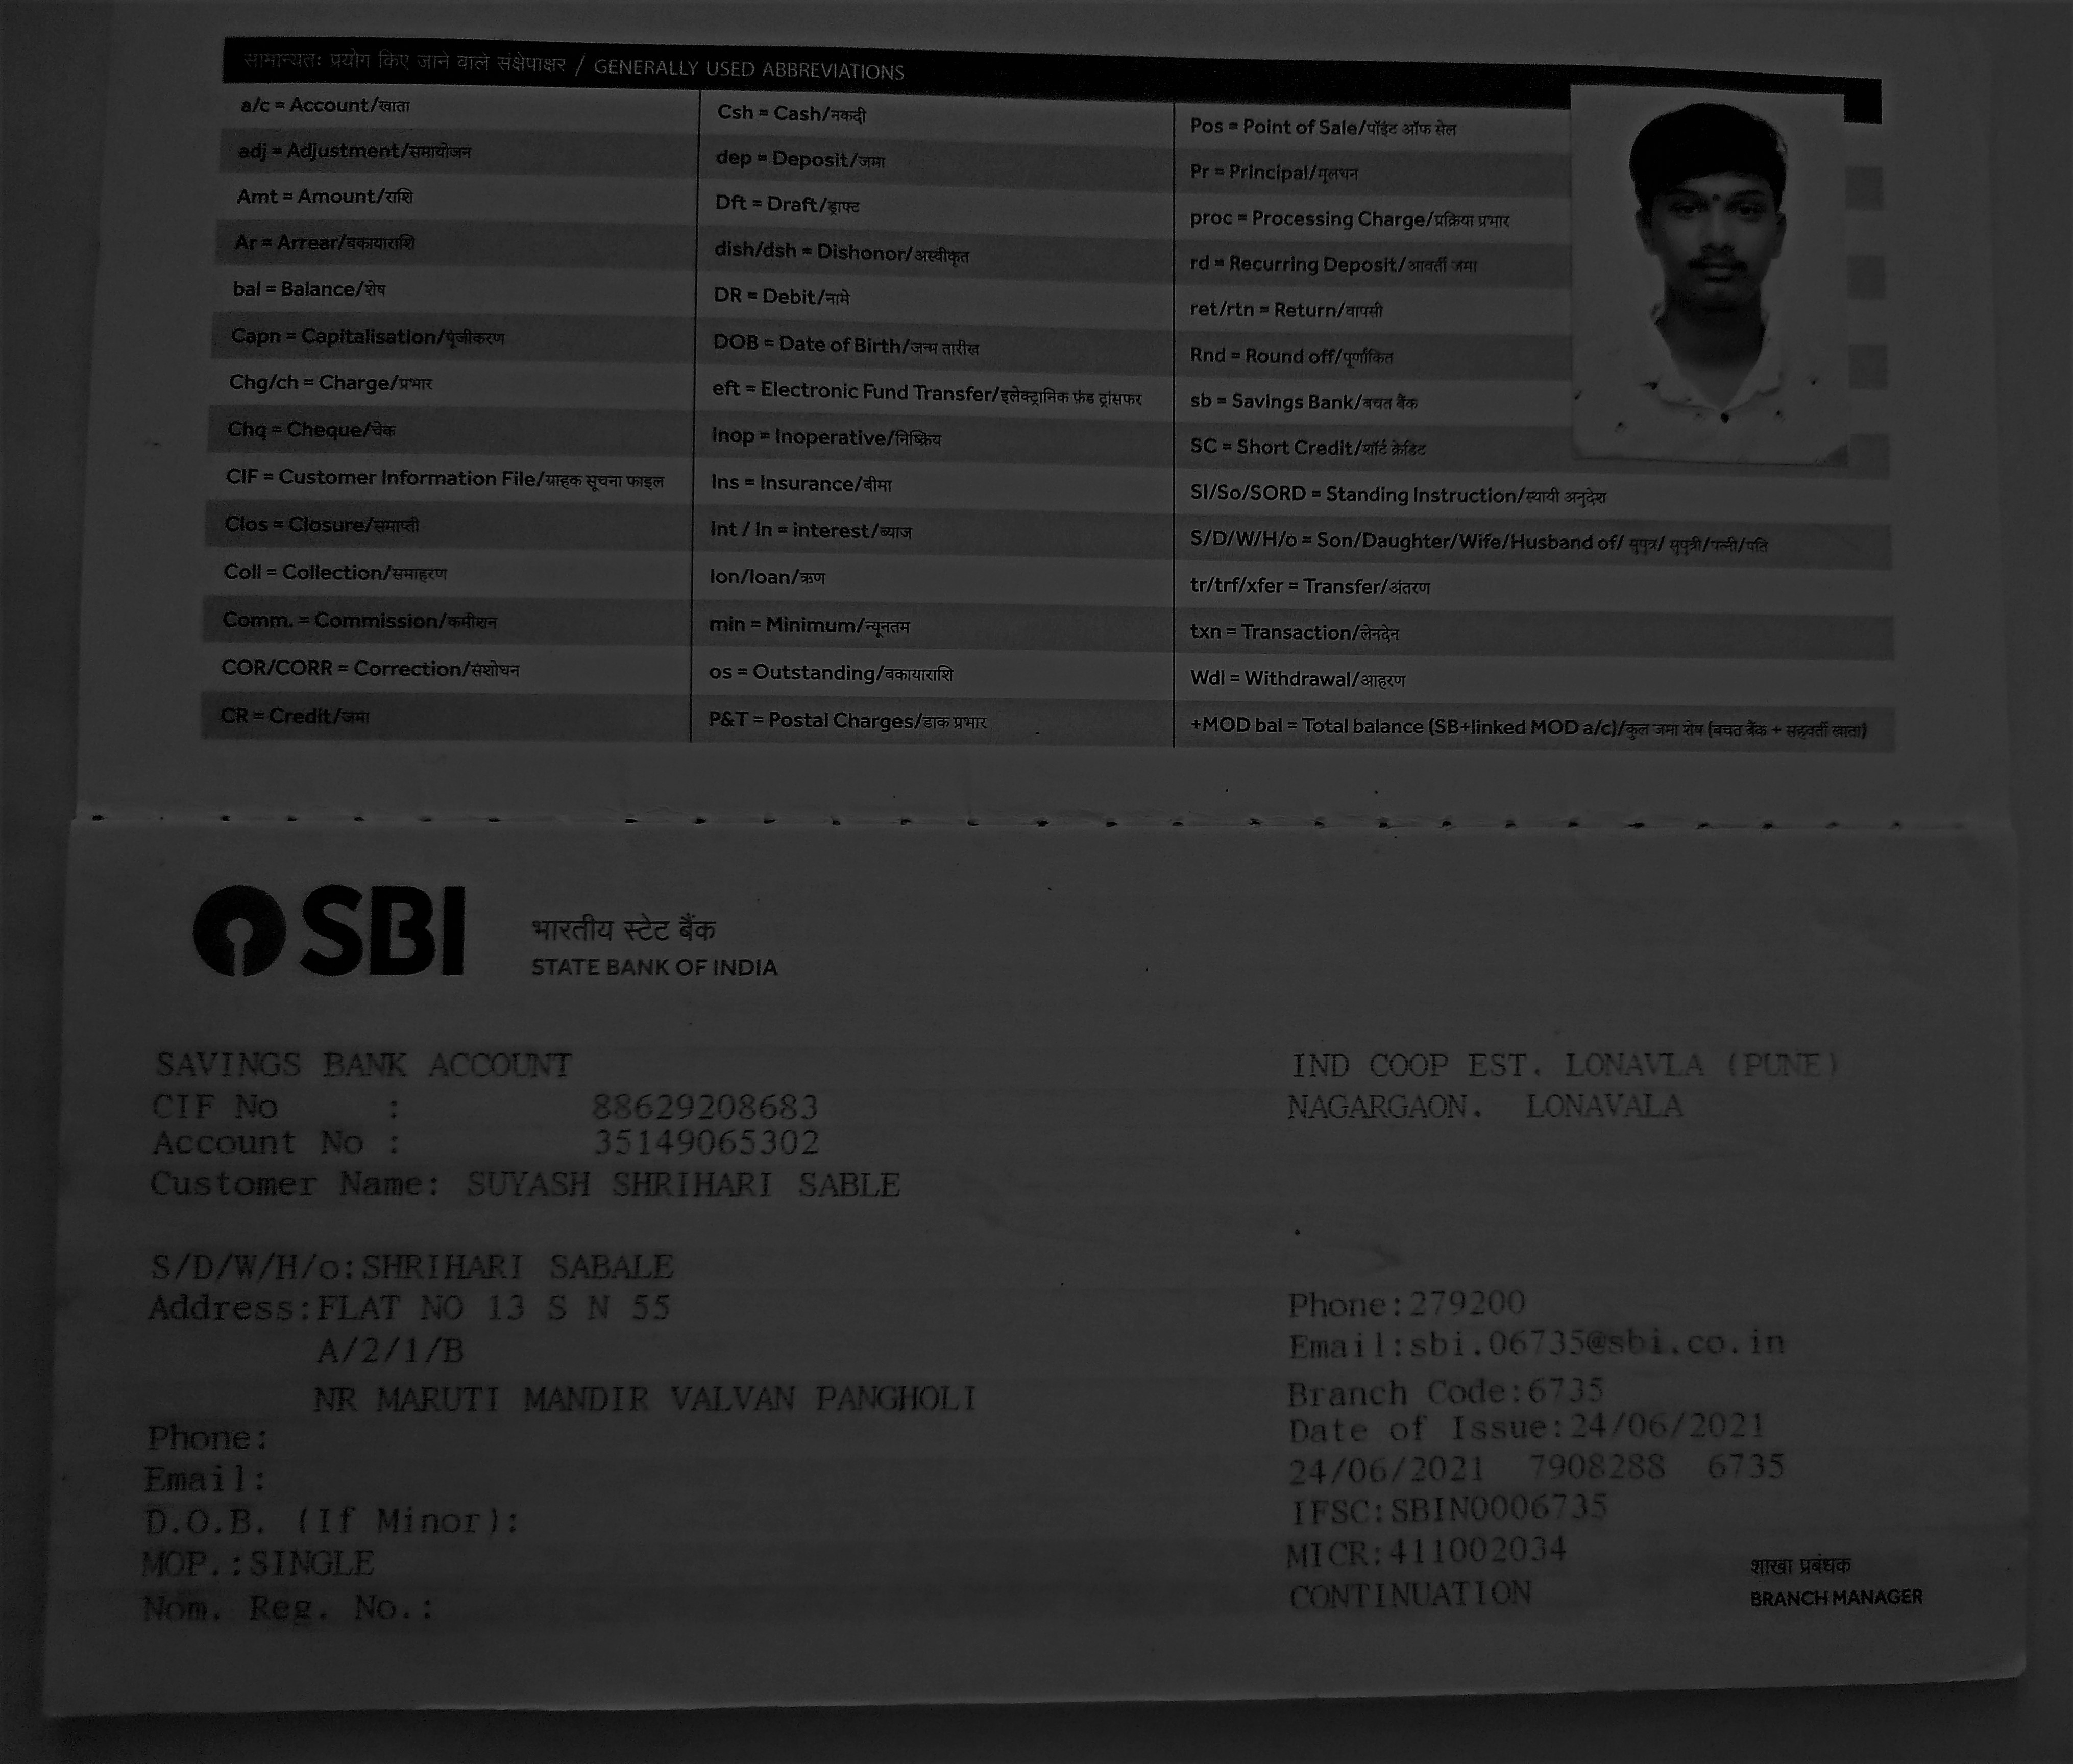 सामान्यतः प्रयोग किए जाने वाले संक्षेपाक्षर / GENERALLY USED ABBREVIATIONS
a/c = Account/खाता
adj = Adjustment/समायोजन
Amt = Amount/राशि
Ar = Arrear/बकायाराशि
bal = Balance/शेष
Capn = Capitalisation/पूंजीकरण
Chg/ch = Charge/प्रभार
Chq = Cheque/चेक
CIF = Customer Information File/ग्राहक सूचना फाइल
Clos = Closure/समाप्ती
Coll = Collection/समाहरण
Comm. = Commission/कमीशन
COR/CORR = Correction/संशोधन
CR = Credit/जमा
Csh = Cash/नकदी
dep = Deposit/जमा
Dft = Draft/ड्राफ्ट
dish/dsh = Dishonor/अस्वीकृत
DR = Debit/नामे
DOB = Date of Birth/जन्म तारीख
eft = Electronic Fund Transfer/इलेक्ट्रानिक फ़ंड ट्रांसफर
Inop = Inoperative/निष्क्रिय
Ins = Insurance/बीमा
Int / In = interest/ब्याज
lon/loan/ऋण
min = Minimum/न्यूनतम
os = Outstanding/बकायाराशि
P&T = Postal Charges/डाक प्रभार
Pos = Point of Sale/पॉइंट ऑफ सेल
Pr = Principal/मूलधन
proc = Processing Charge/प्रक्रिया प्रभार
rd = Recurring Deposit/आवर्ती जमा
ret/rtn = Return/वापसी
Rnd = Round off/पूर्णांकित
sb = Savings Bank/बचत बैंक
SC = Short Credit/शॉर्ट क्रेडिट
SI/So/SORD = Standing Instruction/स्थायी अनुदेश
S/D/W/H/o = Son/Daughter/Wife/Husband of/ सुपुत्र/ सुपुत्री/पत्नी/पति
tr/trf/xfer = Transfer/अंतरण
txn = Transaction/लेनदेन
Wdl = Withdrawal/आहरण
+MOD bal = Total balance (SB+linked MOD a/c)/कुल जमा शेष (बचत बैंक + सहवर्ती खाता)
SBI
भारतीय स्टेट बैंक
STATE BANK OF INDIA
SAVINGS BANK ACCOUNT
CIF No : 88629208683
Account No : 35149065302
Customer Name: SUYASH SHRIHARI SABLE
S/D/W/H/o:SHRIHARI SABALE
Address:FLAT NO 13 S N 55
A/2/1/B
NR MARUTI MANDIR VALVAN PANGHOLI
Phone:
Email:
D.O.B. (If Minor):
MOP.:SINGLE
Nom. Reg. No.:
IND COOP EST. LONAVLA (PUNE)
NAGARGAON. LONAVALA
Phone:279200
Email:sbi.06735@sbi.co.in
Branch Code:6735
Date of Issue:24/06/2021
24/06/2021 7908288 6735
IFSC:SBIN0006735
MICR:411002034
CONTINUATION
शाखा प्रबंधक
BRANCH MANAGER